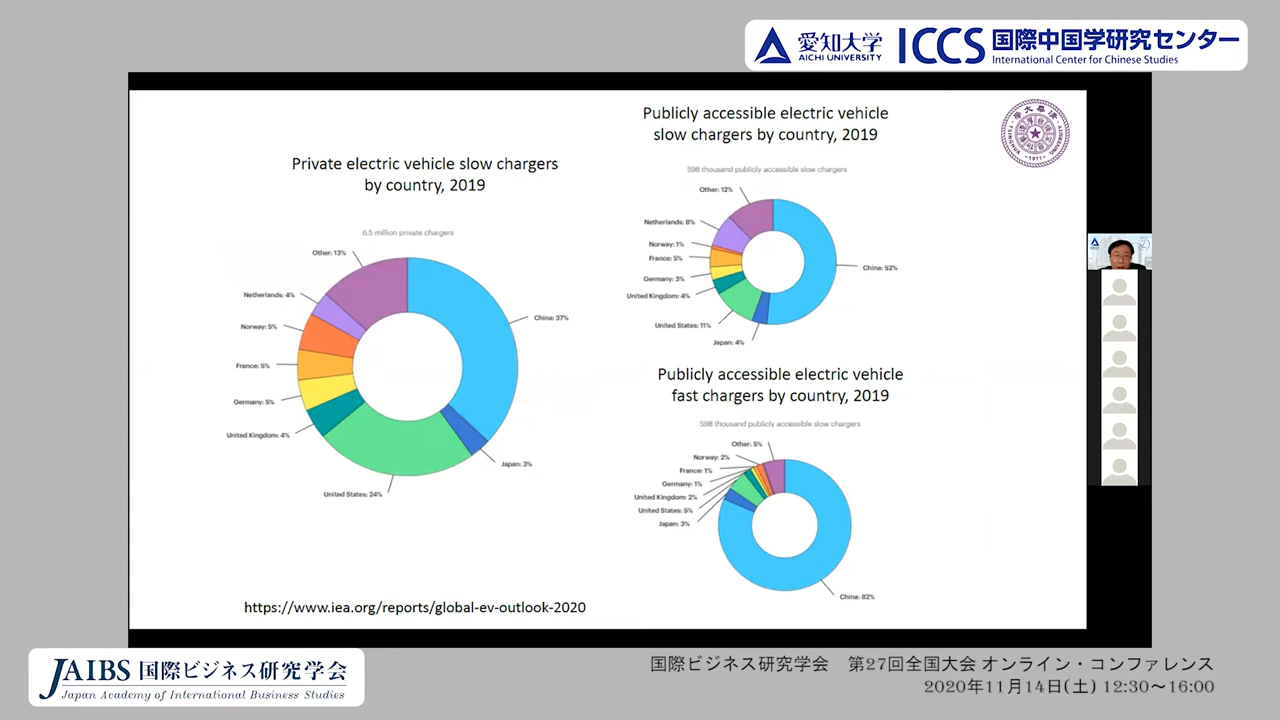 愛知大学
AICHI UNIVERSITY
ICCS 国際中国学研究センター
International Center for Chinese Studies
Private electric vehicle slow chargers
by country, 2019
6.5 million private chargers
Other: 13%
Netherlands: 4%
Norway: 5%
France: 5%
Germany: 5%
United Kingdom: 4%
United States: 24%
Japan: 3%
China: 37%
Publicly accessible electric vehicle
slow chargers by country, 2019
598 thousand publicly accessible slow chargers
Other: 12%
Netherlands: 8%
Norway: 1%
France: 5%
Germany: 3%
United Kingdom: 4%
United States: 11%
Japan: 4%
China: 52%
Publicly accessible electric vehicle
fast chargers by country, 2019
598 thousand publicly accessible slow chargers
Other: 5%
Norway: 2%
France: 1%
Germany: 1%
United Kingdom: 2%
United States: 5%
Japan: 3%
China: 82%
https://www.iea.org/reports/global-ev-outlook-2020
JAIBS 国際ビジネス研究学会
Japan Academy of International Business Studies
国際ビジネス研究学会 第27回全国大会 オンライン・コンファレンス
2020年11月14日(土) 12:30～16:00